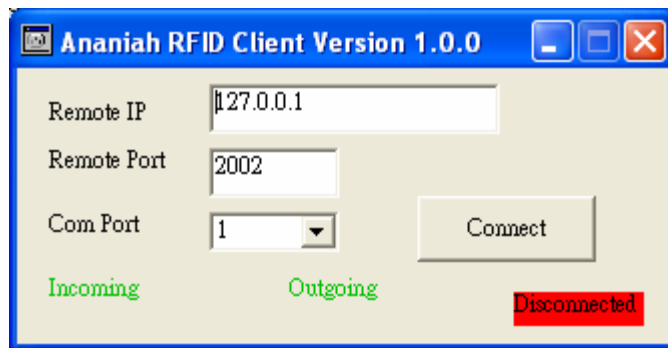 Ananiah RFID Client Version 1.0.0
Remote IP 127.0.0.1
Remote Port 2002
Com Port 1 Connect
Incoming Outgoing Disconnected